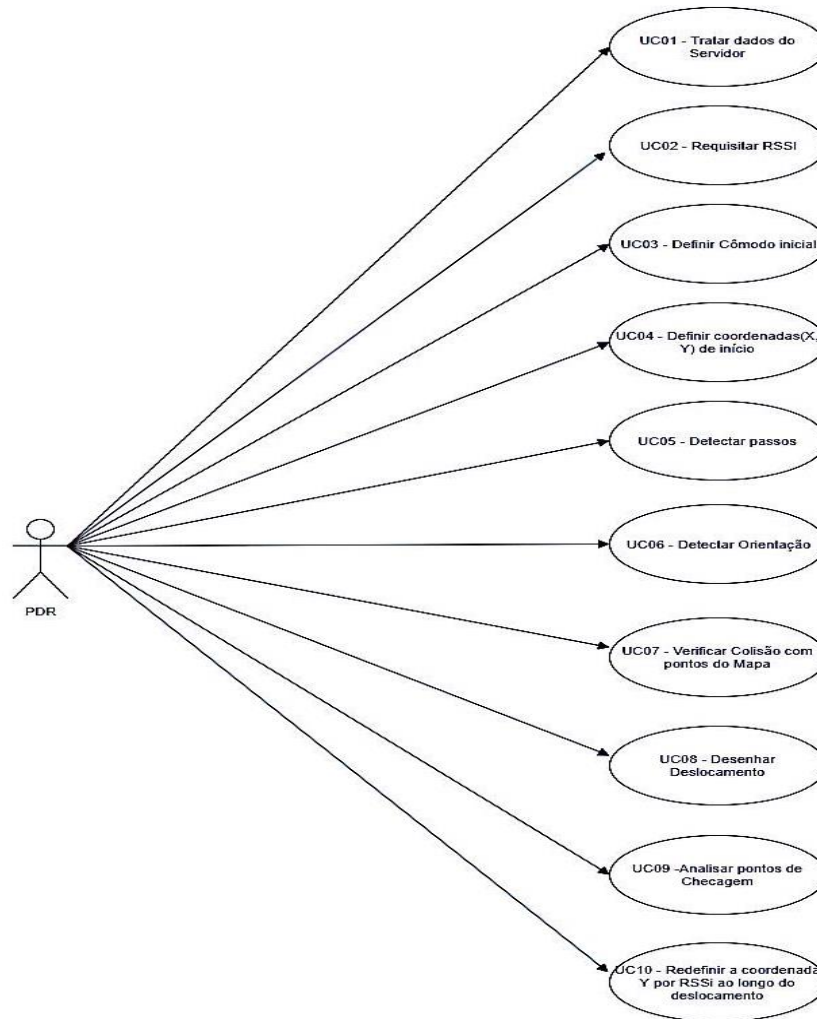 UC01 - Tratar dados do
Servidor
UC02 - Requisitar RSSI
UC03 - Definir Cômodo inicial
UC04 - Definir coordenadas(X,
Y) de início
UC05 - Detectar passos
UC06 - Detectar Orientação
PDR
UC07 - Verificar Colisão com
pontos do Mapa
UC08 - Desenhar
Deslocamento
UC09 -Analisar pontos de
Checagem
UC10 - Redefinir a coordenada
Y por RSSi ao longo do
deslocamento